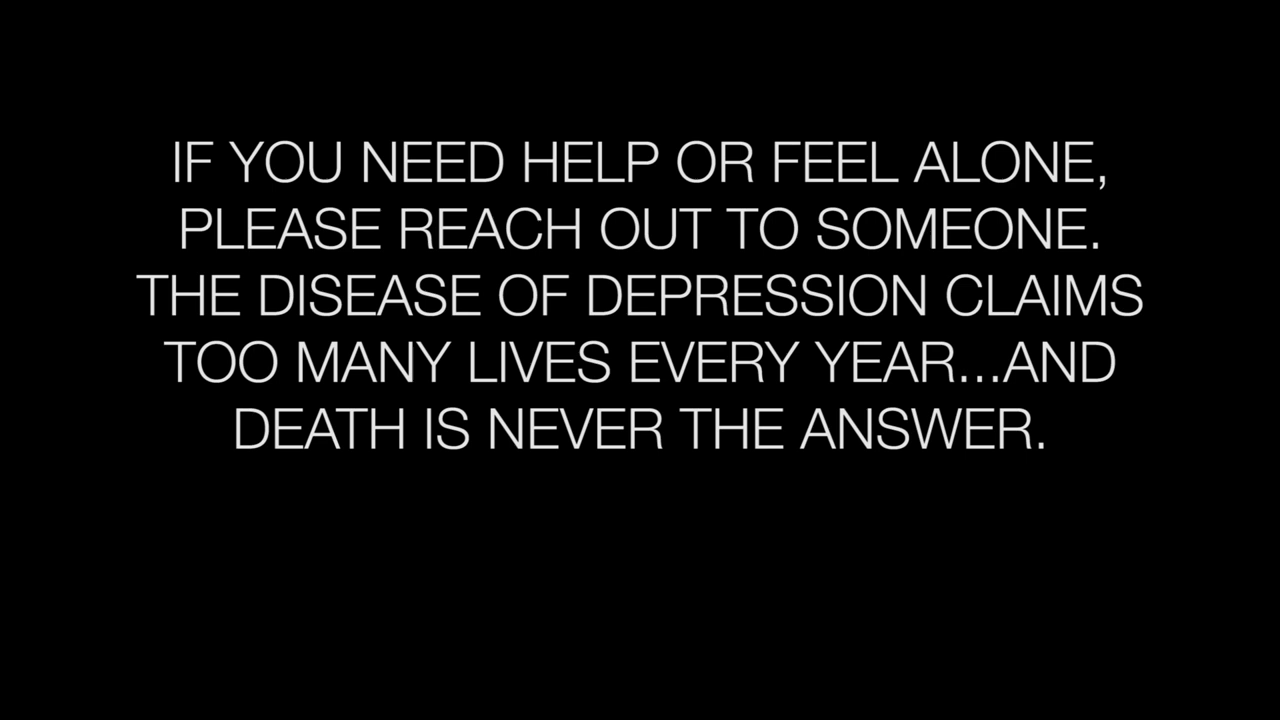 IF YOU NEED HELP OR FEEL ALONE,
PLEASE REACH OUT TO SOMEONE.
THE DISEASE OF DEPRESSION CLAIMS
TOO MANY LIVES EVERY YEAR...AND
DEATH IS NEVER THE ANSWER.